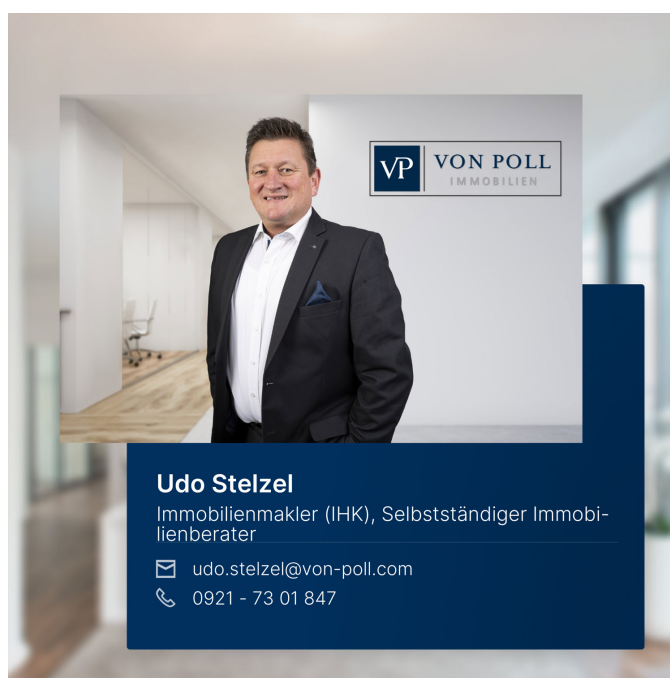 VP VON POLL
IMMOBILIEN
Udo Stelzel
Immobilienmakler (IHK), Selbstständiger Immobi-
lienberater
udo.stelzel@von-poll.com
0921 - 73 01 847